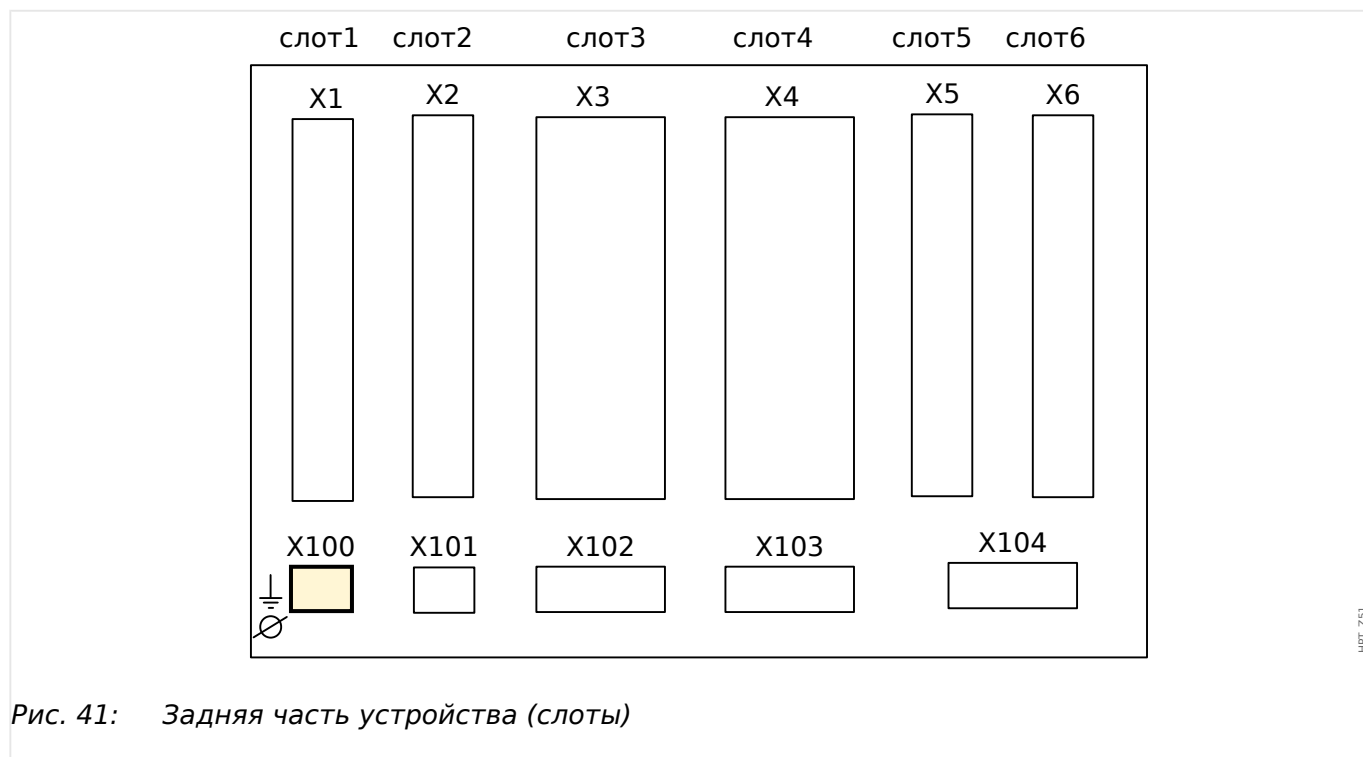 слот1 слот2 слот3 слот4 слот5 слот6
X1 X2 X3 X4 X5 X6
X100 X101 X102 X103 X104
Рис. 41: Задняя часть устройства (слоты)